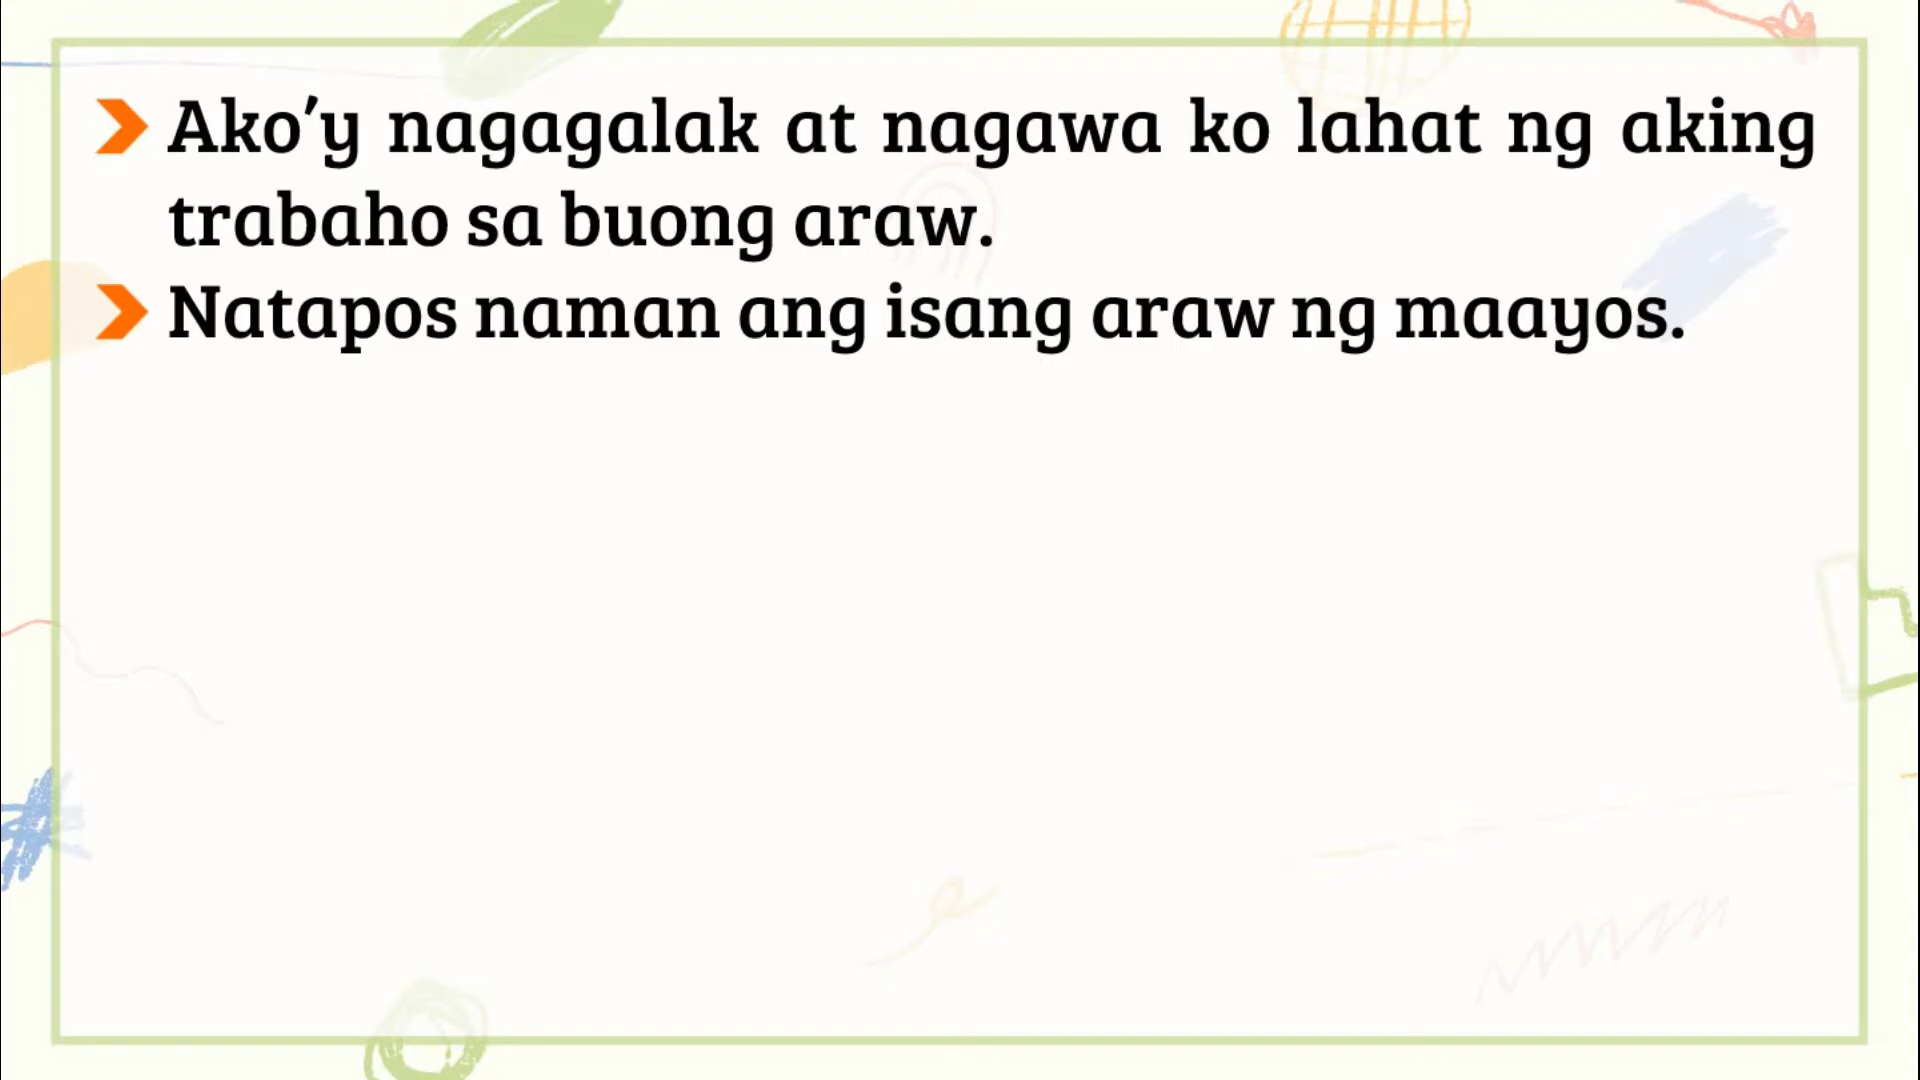 Ako’y nagagalak at nagawa ko lahat ng aking
trabaho sa buong araw.
Natapos naman ang isang araw ng maayos.